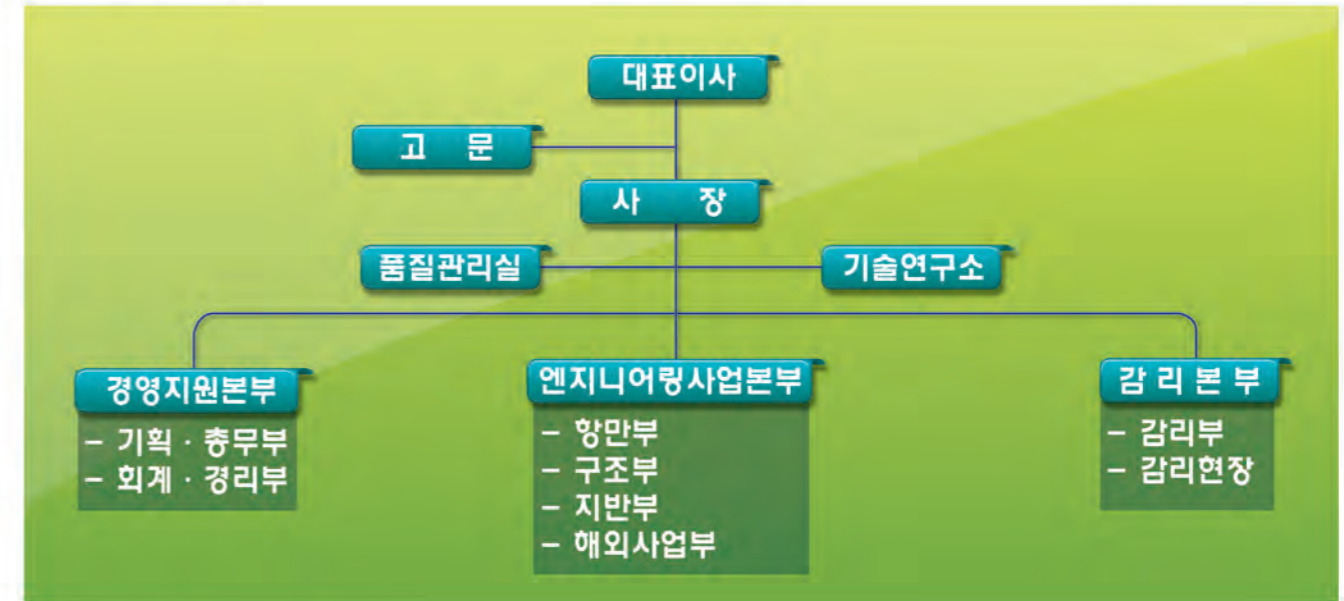 대표이사
고 문
사 장
품질관리실
기술연구소
경영지원본부
- 기획 · 총무부
- 회계 · 경리부
엔지니어링사업본부
- 항만부
- 구조부
- 지반부
- 해외사업부
감 리 본 부
- 감리부
- 감리현장